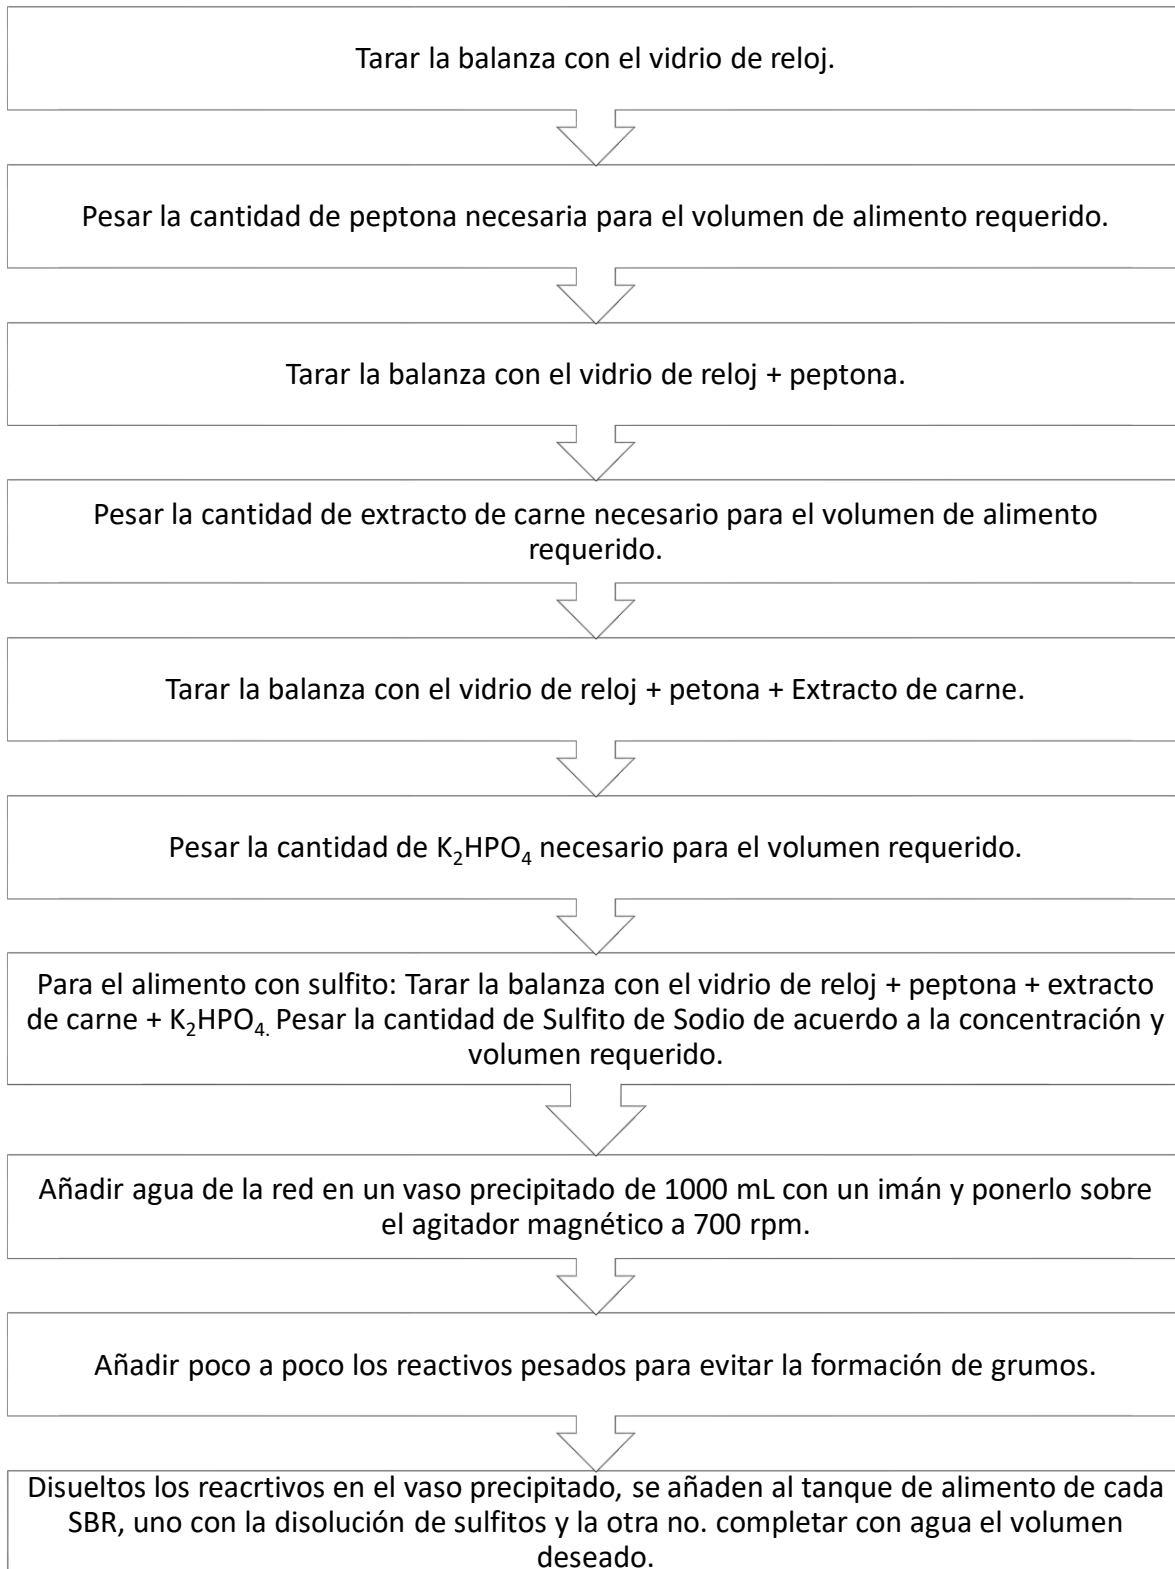 Tarar la balanza con el vidrio de reloj.
Pesar la cantidad de peptona necesaria para el volumen de alimento requerido.
Tarar la balanza con el vidrio de reloj + peptona.
Pesar la cantidad de extracto de carne necesario para el volumen de alimento
requerido.
Tarar la balanza con el vidrio de reloj + petona + Extracto de carne.
Pesar la cantidad de K₂HPO₄ necesario para el volumen requerido.
Para el alimento con sulfito: Tarar la balanza con el vidrio de reloj + peptona + extracto
de carne + K₂HPO₄. Pesar la cantidad de Sulfito de Sodio de acuerdo a la concentración y
volumen requerido.
Añadir agua de la red en un vaso precipitado de 1000 mL con un imán y ponerlo sobre
el agitador magnético a 700 rpm.
Añadir poco a poco los reactivos pesados para evitar la formación de grumos.
Disueltos los reacrtivos en el vaso precipitado, se añaden al tanque de alimento de cada
SBR, uno con la disolución de sulfitos y la otra no. completar con agua el volumen
deseado.